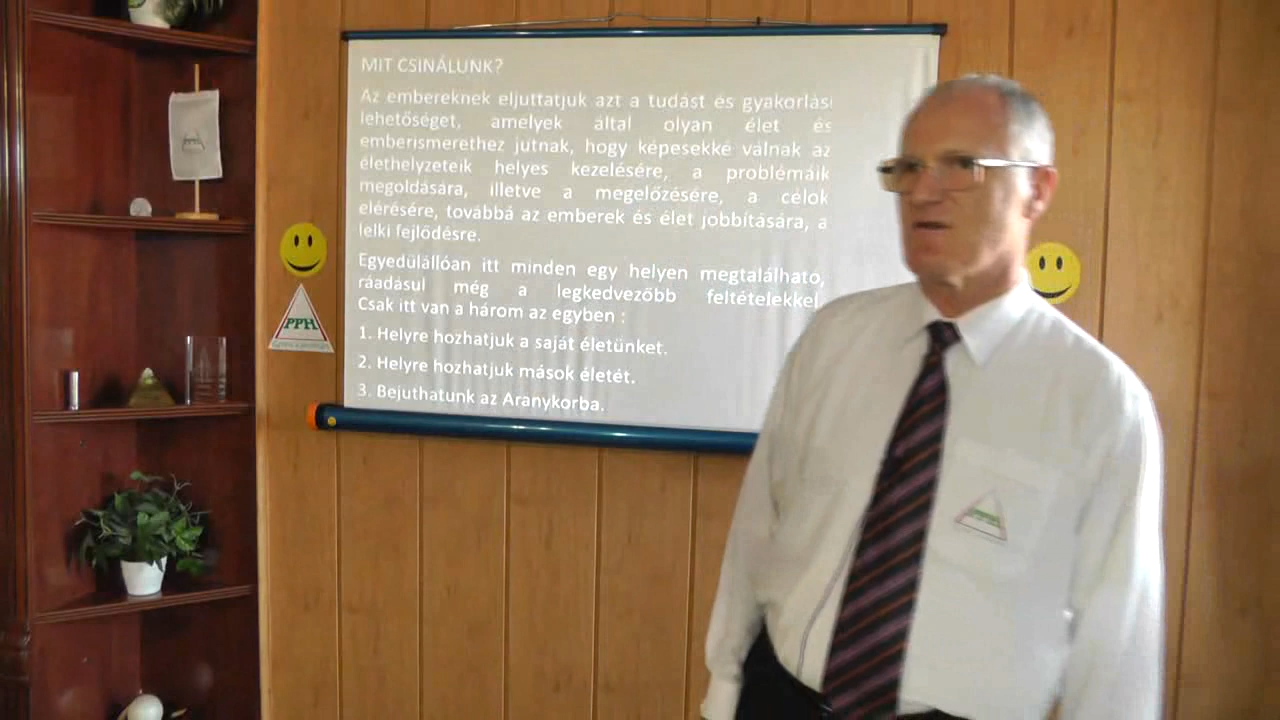 MIT CSINÁLUNK?
Az embereknek eljuttatjuk azt a tudást és gyakorlási
lehetőséget, amelyek által olyan élet és
emberismerethez jutnak, hogy képesekké válnak az
élethelyzeteik helyes kezelésére, a problémáik
megoldására, illetve a megelőzésére, a célok
elérésére, továbbá az emberek és élet jobbítására, a
lelki fejlődésre.
Egyedülállóan itt minden egy helyen megtalálható,
ráadásul még a legkedvezőbb feltételekkel.
Csak itt van a három az egyben :
1. Helyre hozhatjuk a saját életünket.
2. Helyre hozhatjuk mások életét.
3. Bejuthatunk az Aranykorba.
PPH
PPH